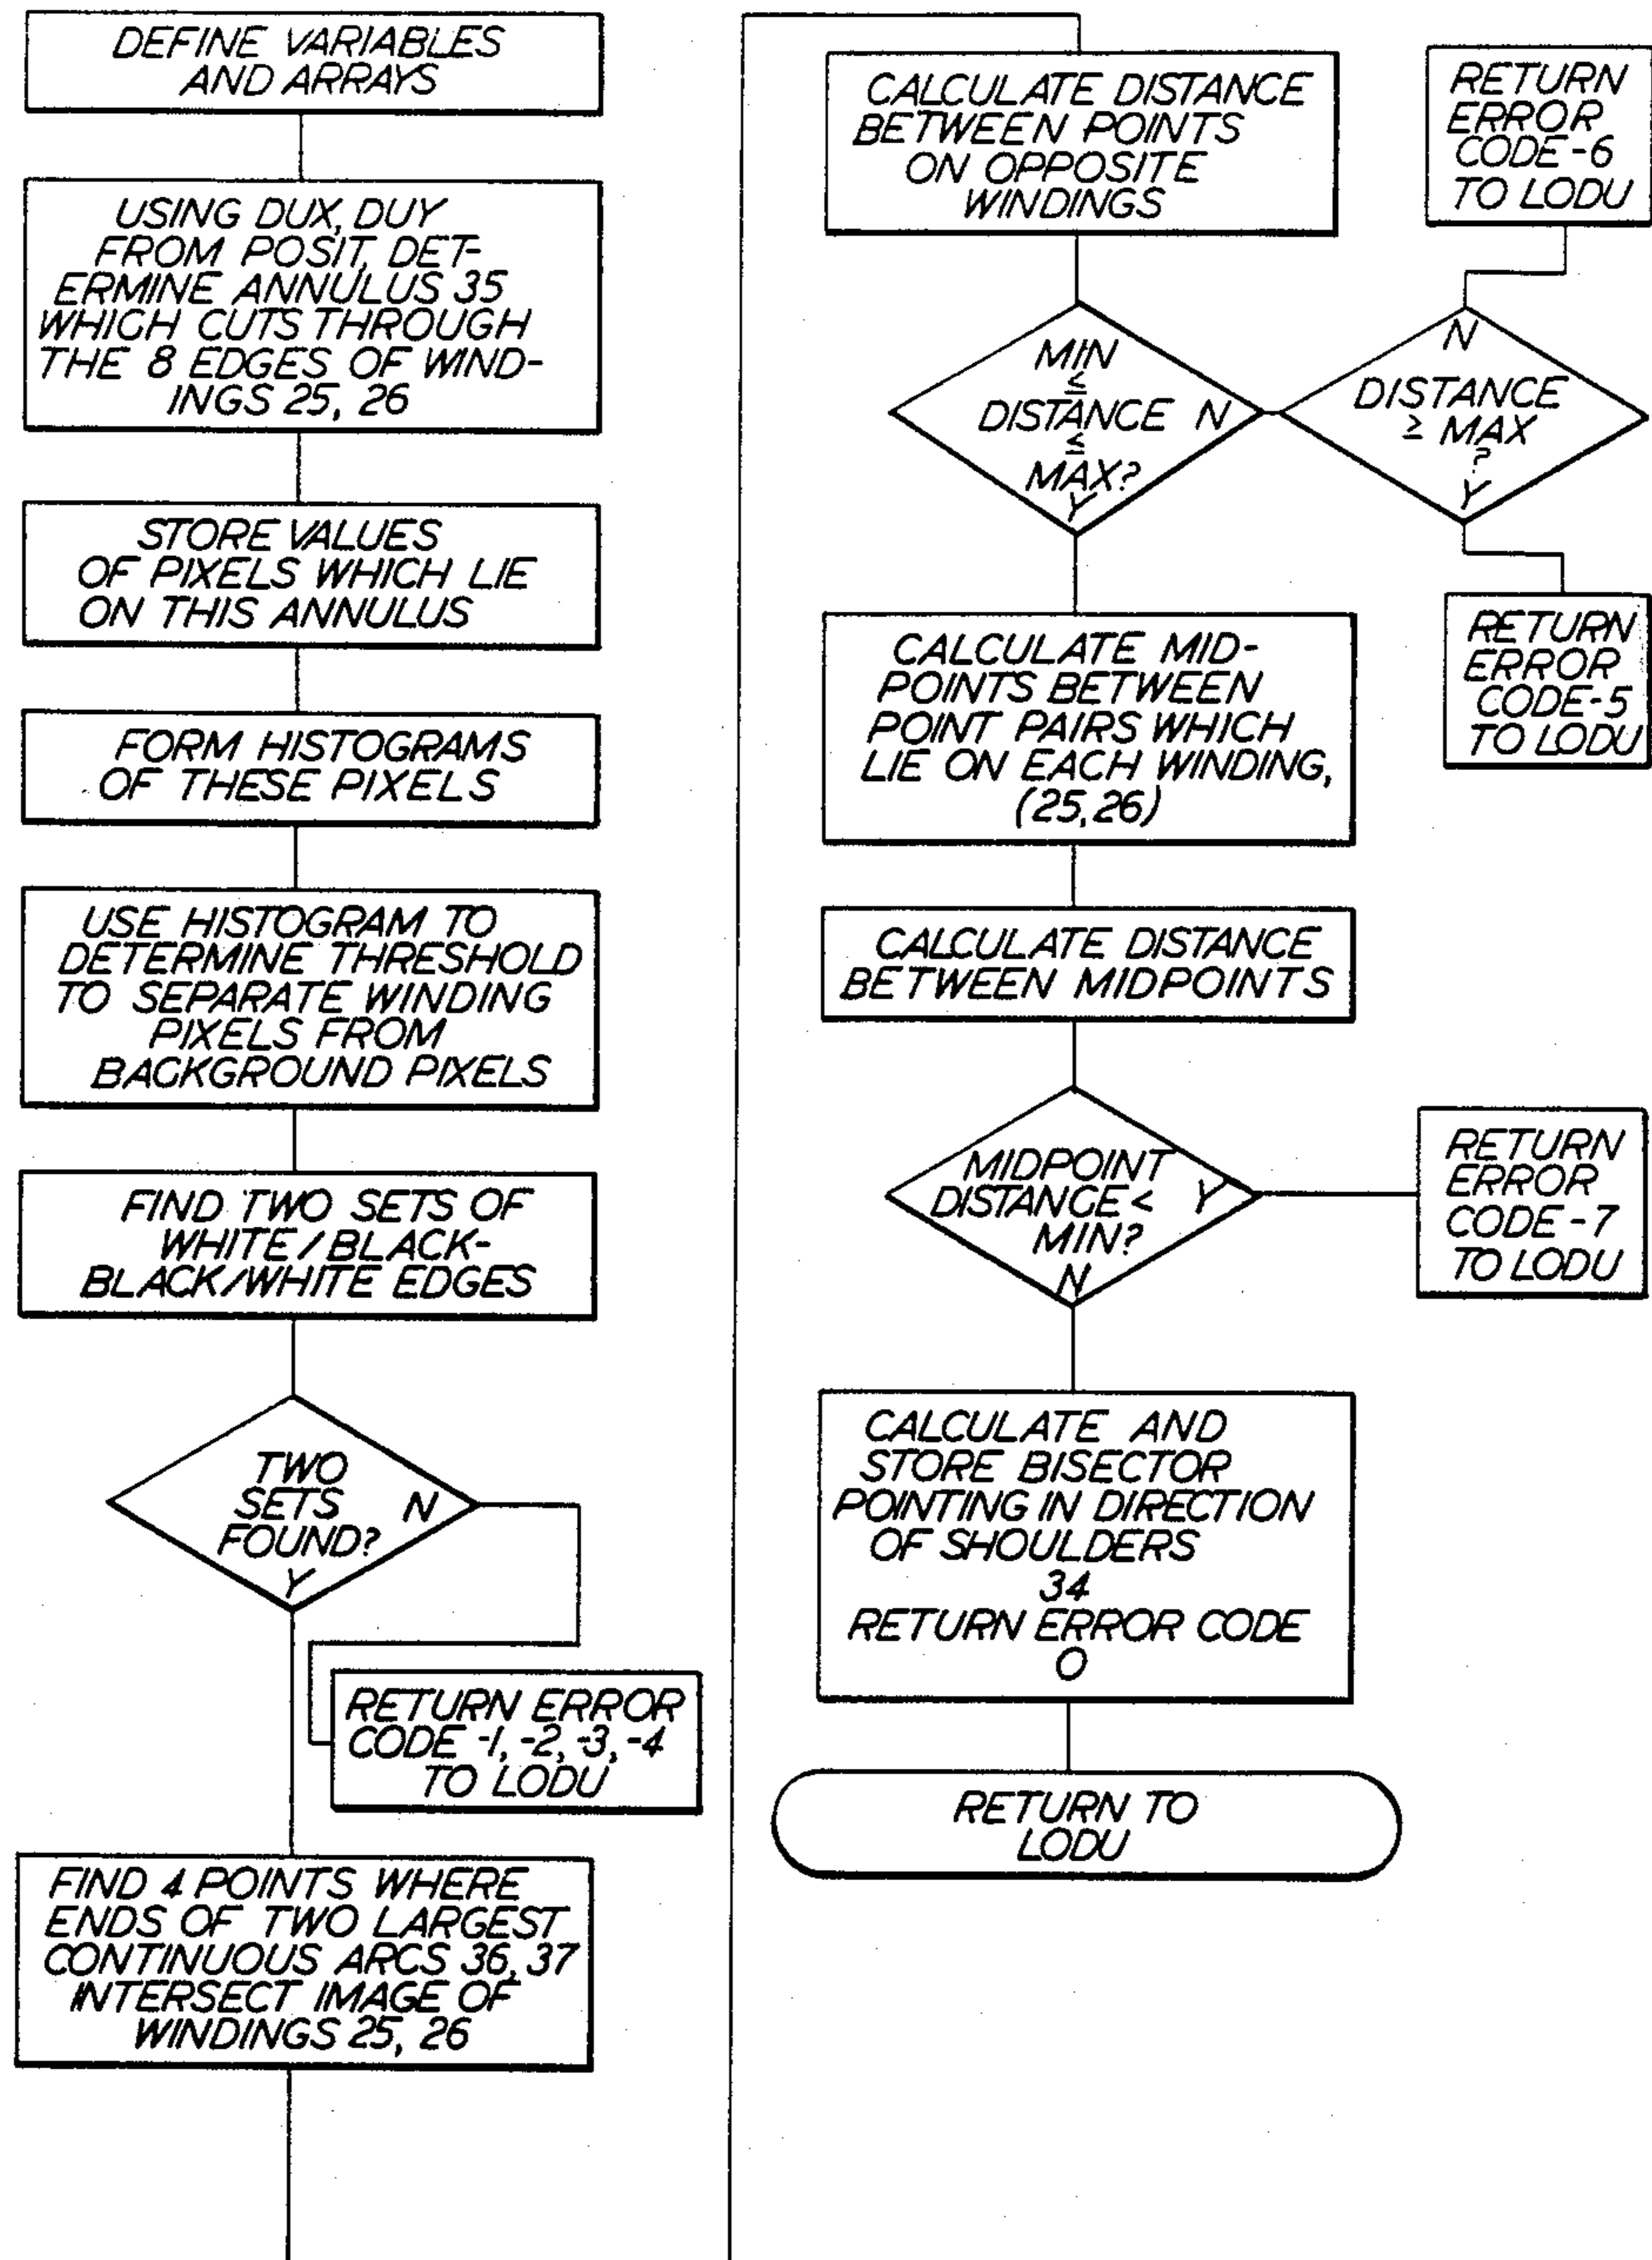 DEFINE VARIABLES
AND ARRAYS
USING DUX, DUY
FROM POSIT, DET-
ERMINE ANNULUS 35
WHICH CUTS THROUGH
THE 8 EDGES OF WIND-
INGS 25, 26
STORE VALUES
OF PIXELS WHICH LIE
ON THIS ANNULUS
FORM HISTOGRAMS
OF THESE PIXELS
USE HISTOGRAM TO
DETERMINE THRESHOLD
TO SEPARATE WINDING
PIXELS FROM
BACKGROUND PIXELS
FIND TWO SETS OF
WHITE/BLACK-
BLACK/WHITE EDGES
TWO
SETS N
FOUND?
Y
RETURN ERROR
CODE -1, -2, -3, -4
TO LODU
FIND 4 POINTS WHERE
ENDS OF TWO LARGEST
CONTINUOUS ARCS 36, 37
INTERSECT IMAGE OF
WINDINGS 25, 26
CALCULATE DISTANCE
BETWEEN POINTS
ON OPPOSITE
WINDINGS
MIN
≤
DISTANCE N
≤
MAX?
Y
RETURN
ERROR
CODE-6
TO LODU
N
DISTANCE
≥ MAX
?
Y
RETURN
ERROR
CODE-5
TO LODU
CALCULATE MID-
POINTS BETWEEN
POINT PAIRS WHICH
LIE ON EACH WINDING,
(25,26)
CALCULATE DISTANCE
BETWEEN MIDPOINTS
MIDPOINT
DISTANCE < Y
MIN?
N
RETURN
ERROR
CODE-7
TO LODU
CALCULATE AND
STORE BISECTOR
POINTING IN DIRECTION
OF SHOULDERS
34
RETURN ERROR CODE
0
RETURN TO
LODU